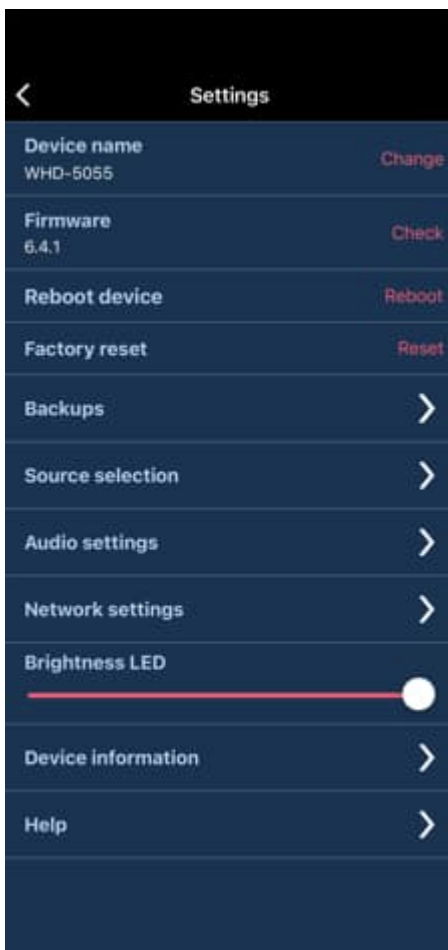 Settings
Device name
WHD-5055
Change
Firmware
6.4.1
Check
Reboot device
Reboot
Factory reset
Reset
Backups
Source selection
Audio settings
Network settings
Brightness LED
Device information
Help